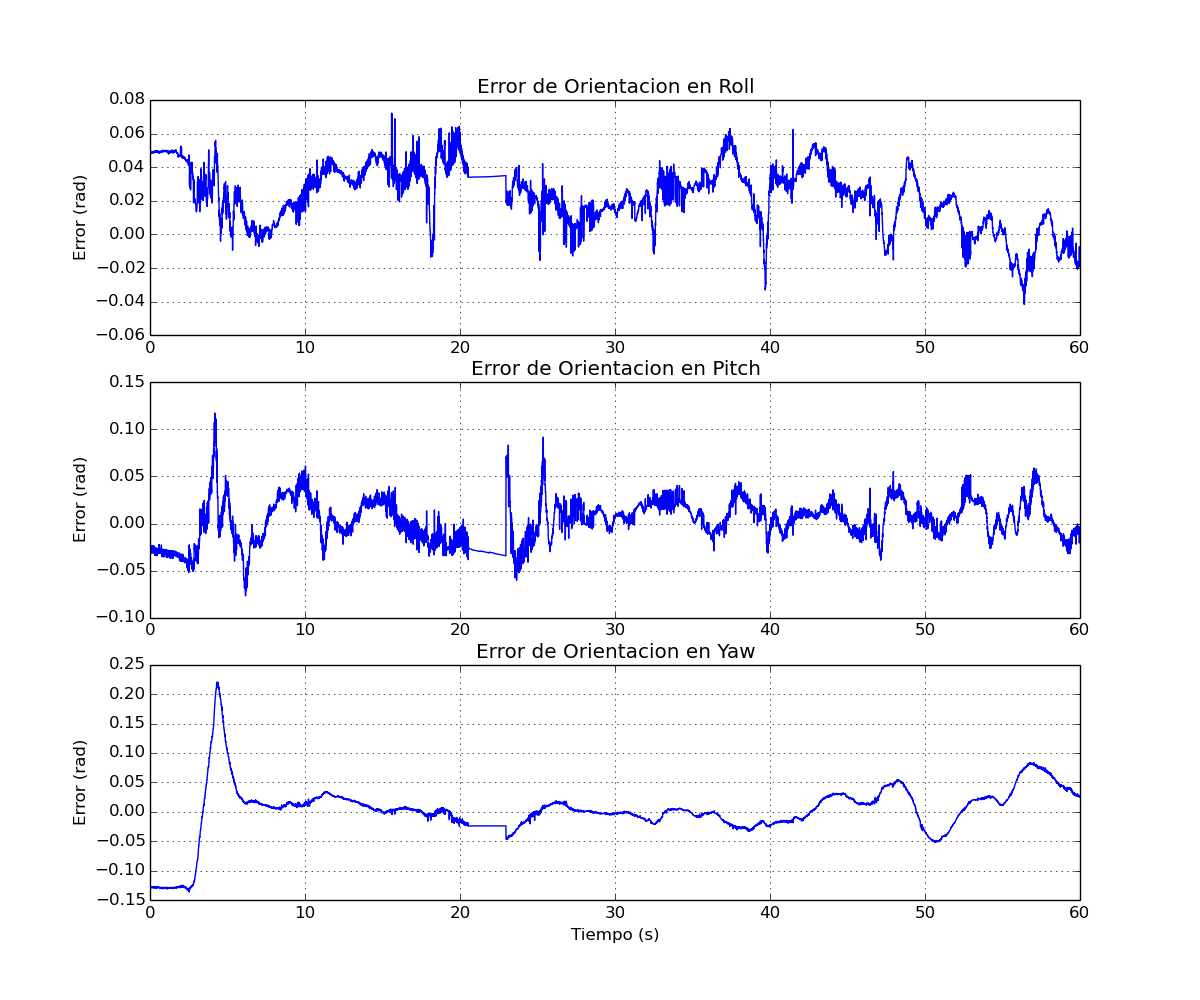 Error de Orientacion en Roll
0.08
0.06
0.04
0.02
0.00
−0.02
−0.04
−0.06
Error (rad)
0 10 20 30 40 50 60
Error de Orientacion en Pitch
0.15
0.10
0.05
0.00
−0.05
−0.10
Error (rad)
0 10 20 30 40 50 60
Error de Orientacion en Yaw
0.25
0.20
0.15
0.10
0.05
0.00
−0.05
−0.10
−0.15
Error (rad)
0 10 20 30 40 50 60
Tiempo (s)